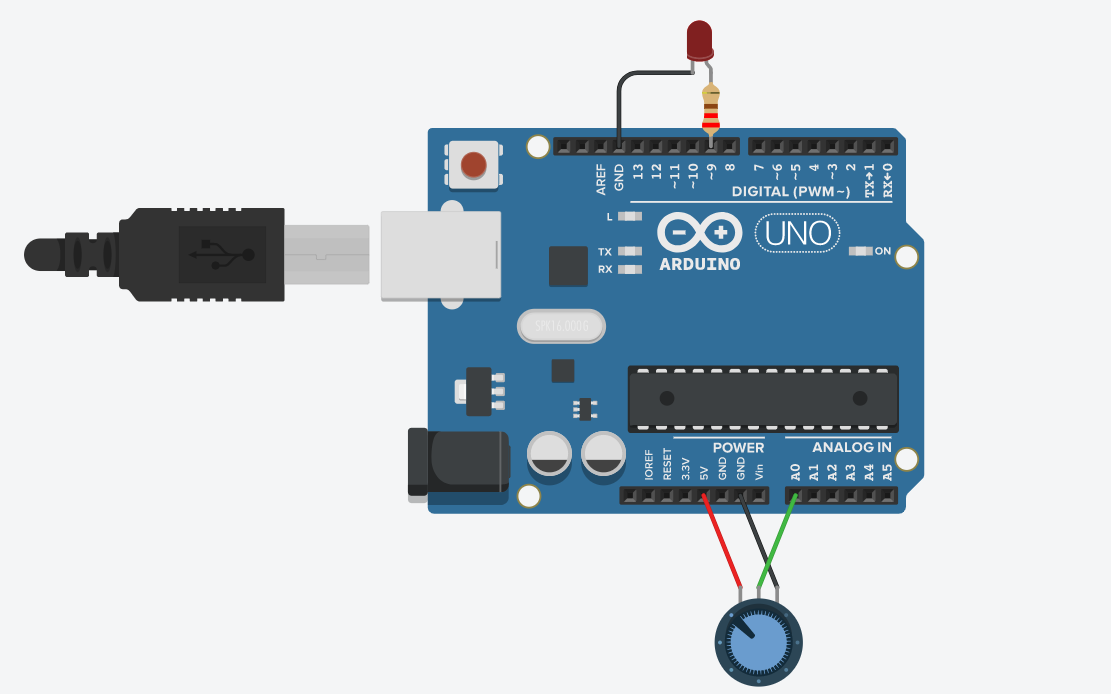 AREF
GND
13
12
~11
~10
~9
8
7
~6
~5
4
~3
2
TX→1
RX←0
DIGITAL (PWM~)
L
TX
RX
ARDUINO
UNO
ON
SPK16.000G
IOREF
RESET
3.3V
5V
GND
GND
Vin
POWER
ANALOG IN
A0
A1
A2
A3
A4
A5